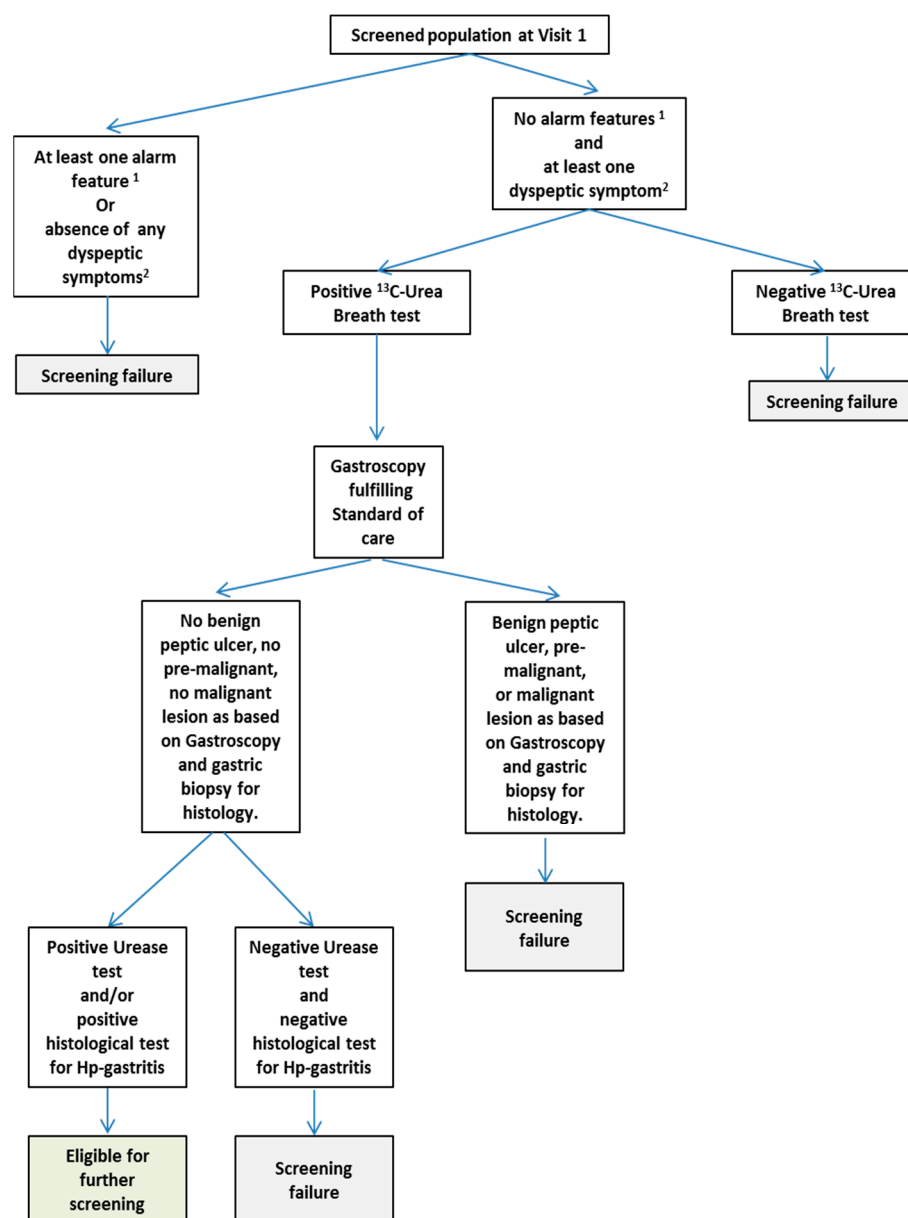 Screened population at Visit 1
No alarm features ¹
and
at least one
dyspeptic symptom²
At least one alarm
feature ¹
Or
absence of any
dyspeptic
symptoms²
Positive ¹³C-Urea
Breath test
Negative ¹³C-Urea
Breath test
Screening failure
Screening failure
Gastroscopy
fulfilling
Standard of
care
No benign
peptic ulcer, no
pre-malignant,
no malignant
lesion as based
on Gastroscopy
and gastric
biopsy for
histology.
Benign peptic
ulcer, pre-
malignant,
or malignant
lesion as based
on Gastroscopy
and gastric
biopsy for
histology.
Screening
failure
Positive Urease
test
and/or
positive
histological test
for Hp-gastritis
Negative Urease
test
and
negative
histological test
for Hp-gastritis
Eligible for
further
screening
Screening
failure